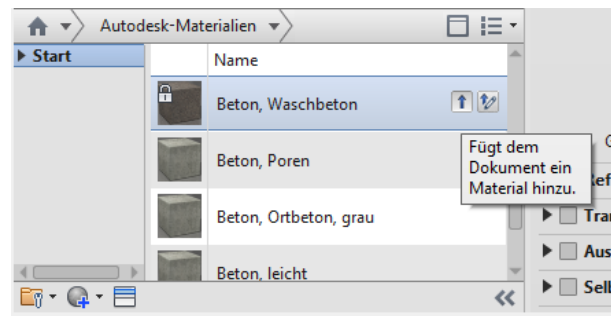 Autodesk-Materialien
Start
Name
Beton, Waschbeton
Beton, Poren
Fügt dem
Dokument ein
Material hinzu.
Beton, Ortbeton, grau
Beton, leicht